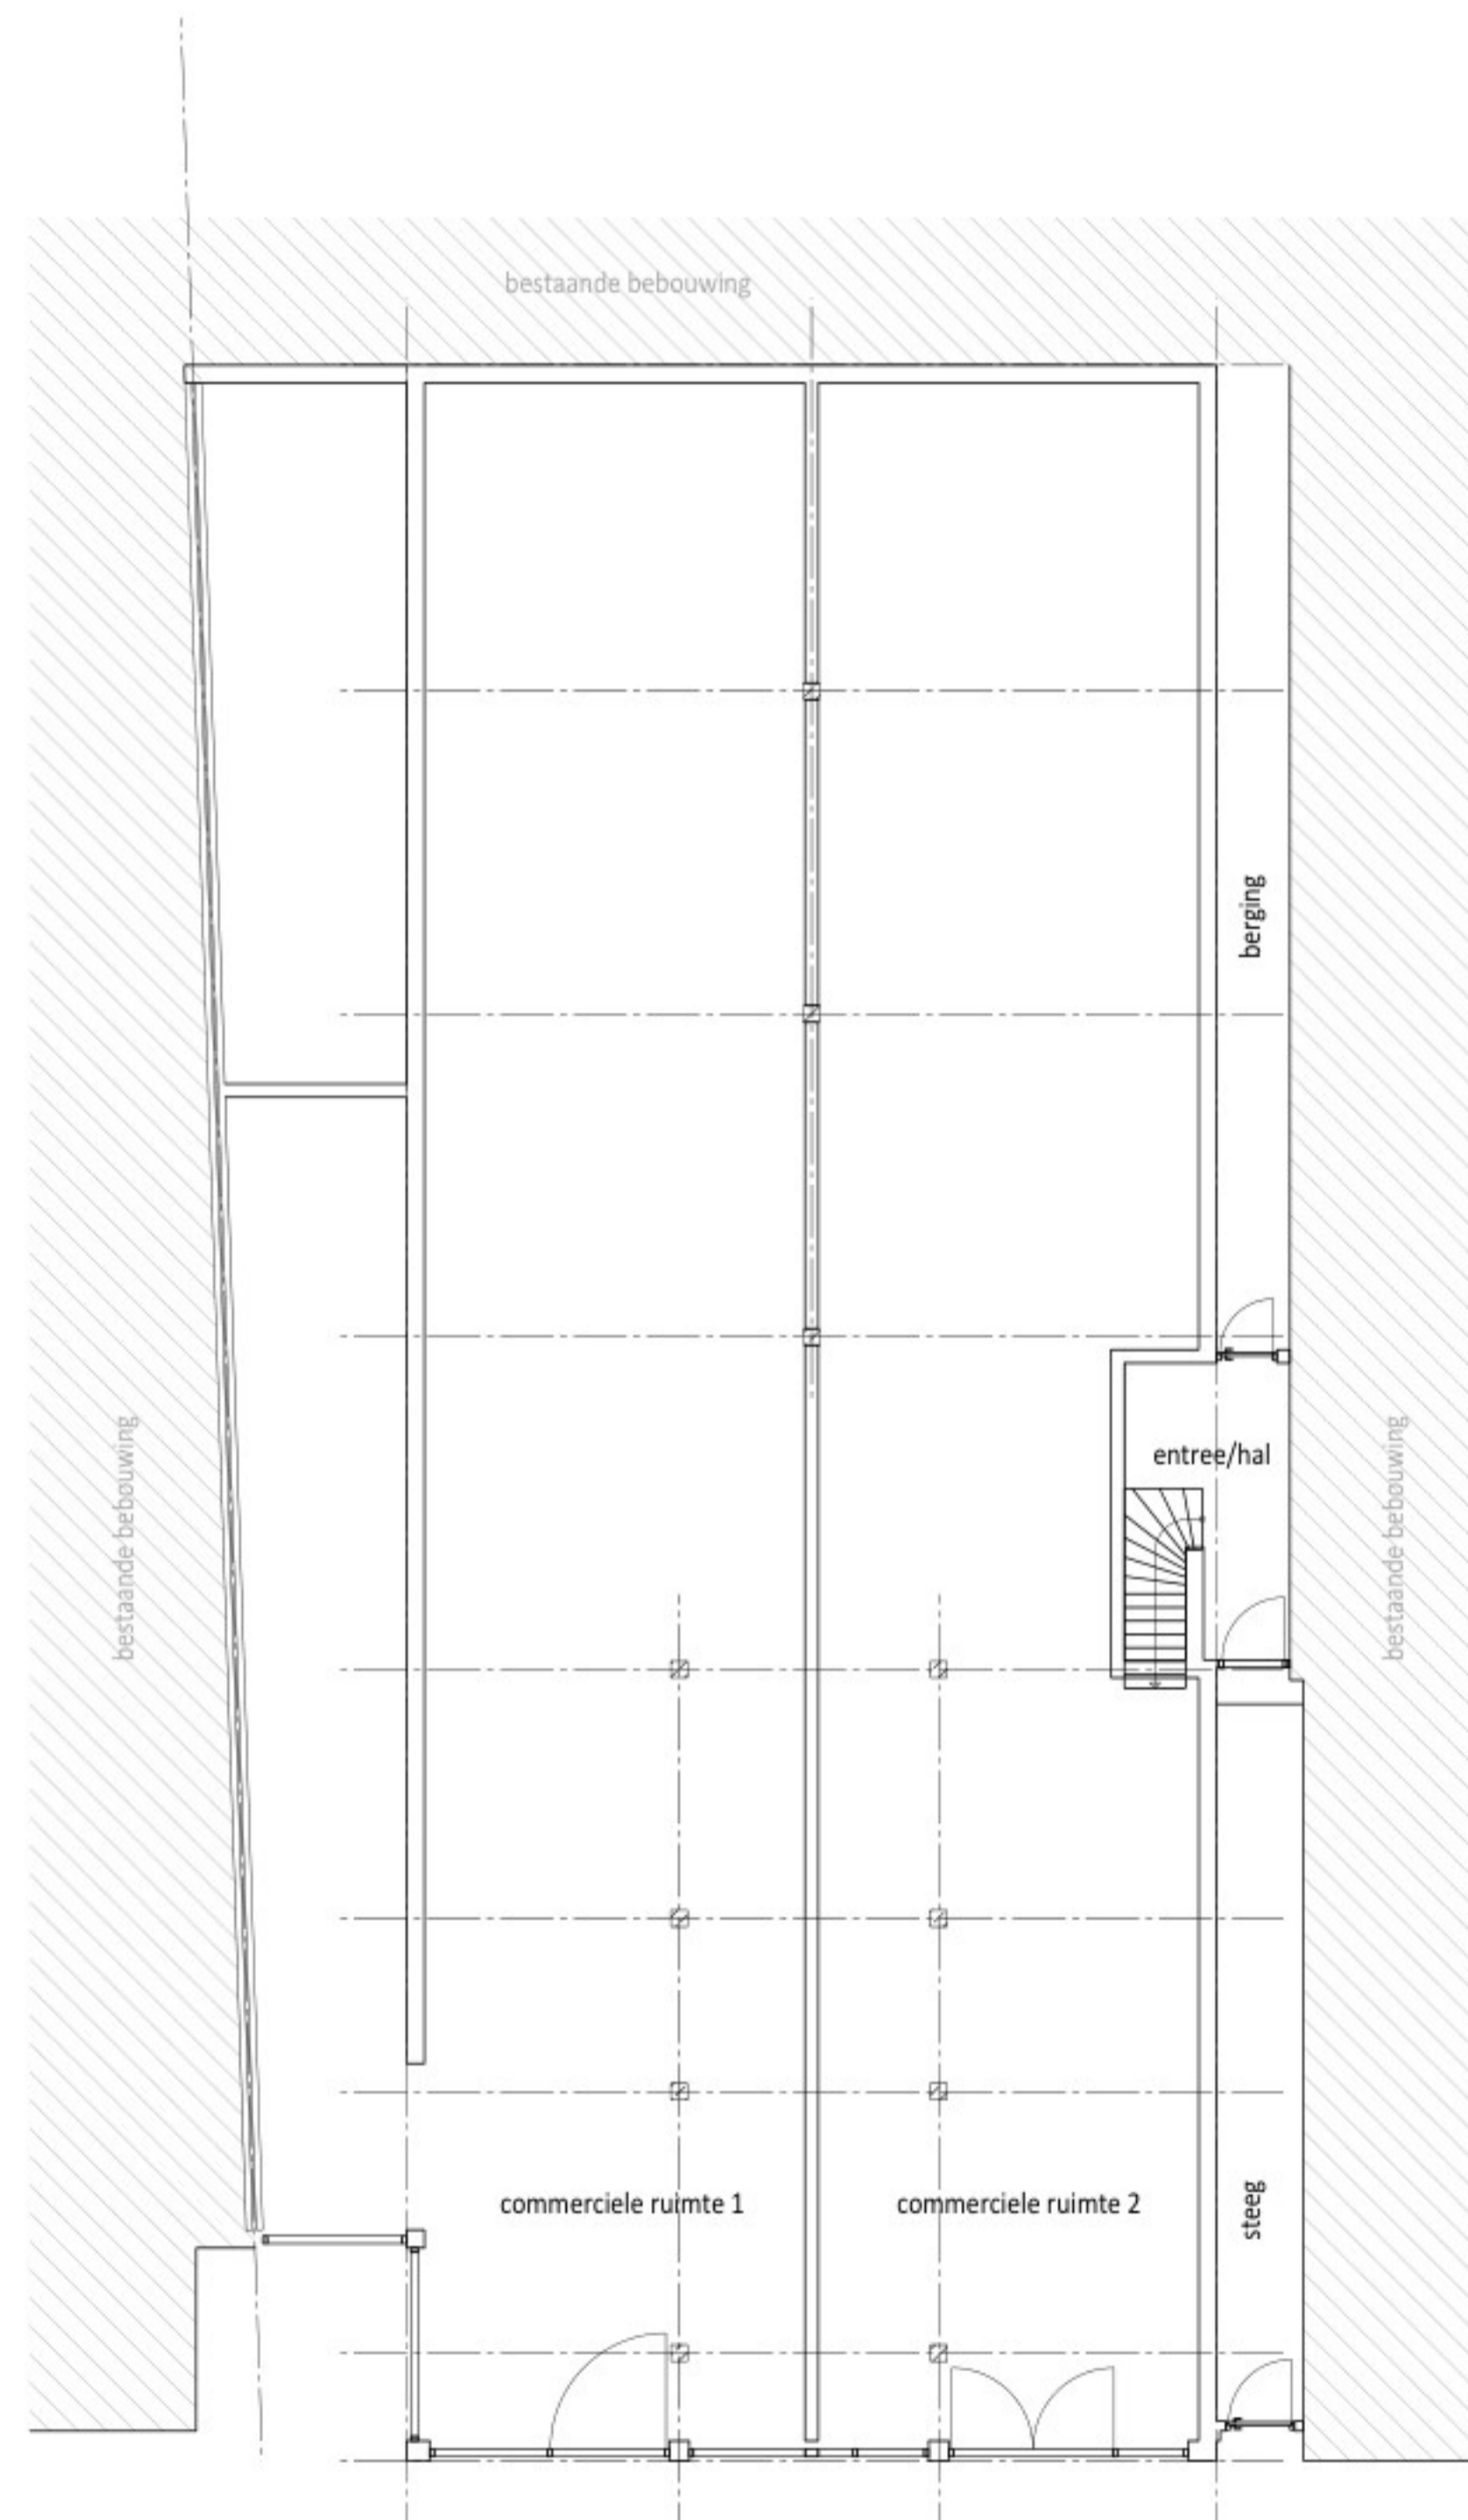 bestaande bebouwing
berging
entree/hal
bestaande bebouwing
bestaande bebouwing
commerciele ruimte 1
commerciele ruimte 2
steeg